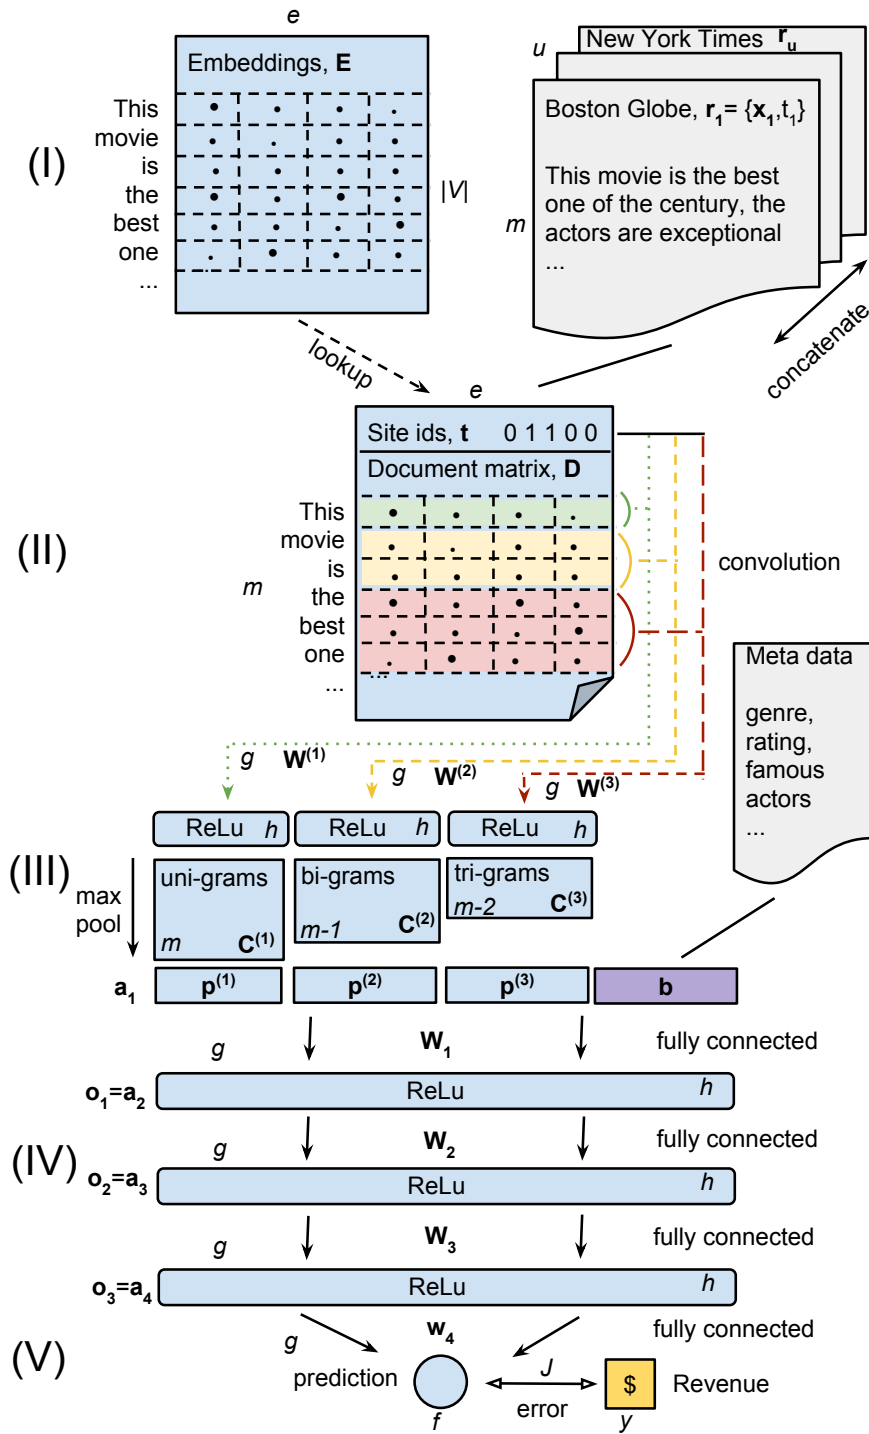 e
Embeddings, E
This
movie
is
the
best
one
...
...
|V|
(I)
u
New York Times r_u
Boston Globe, r_1= {x_1,t_1}
This movie is the best
one of the century, the
actors are exceptional
...
m
concatenate
lookup
e
Site ids, t 0 1 1 0 0
Document matrix, D
This
movie
is
the
best
one
...
...
m
(II)
convolution
Meta data
genre,
rating,
famous
actors
...
g W^(1)
g W^(2)
g W^(3)
ReLu h
ReLu h
ReLu h
(III)
max
pool
uni-grams
m C^(1)
bi-grams
m-1 C^(2)
tri-grams
m-2 C^(3)
a_1 p^(1) p^(2) p^(3) b
g W_1 fully connected
o_1=a_2 ReLu h
g W_2 fully connected
(IV)
o_2=a_3 ReLu h
g W_3 fully connected
o_3=a_4 ReLu h
g w_4 fully connected
(V)
prediction
f
J
error
$
y
Revenue